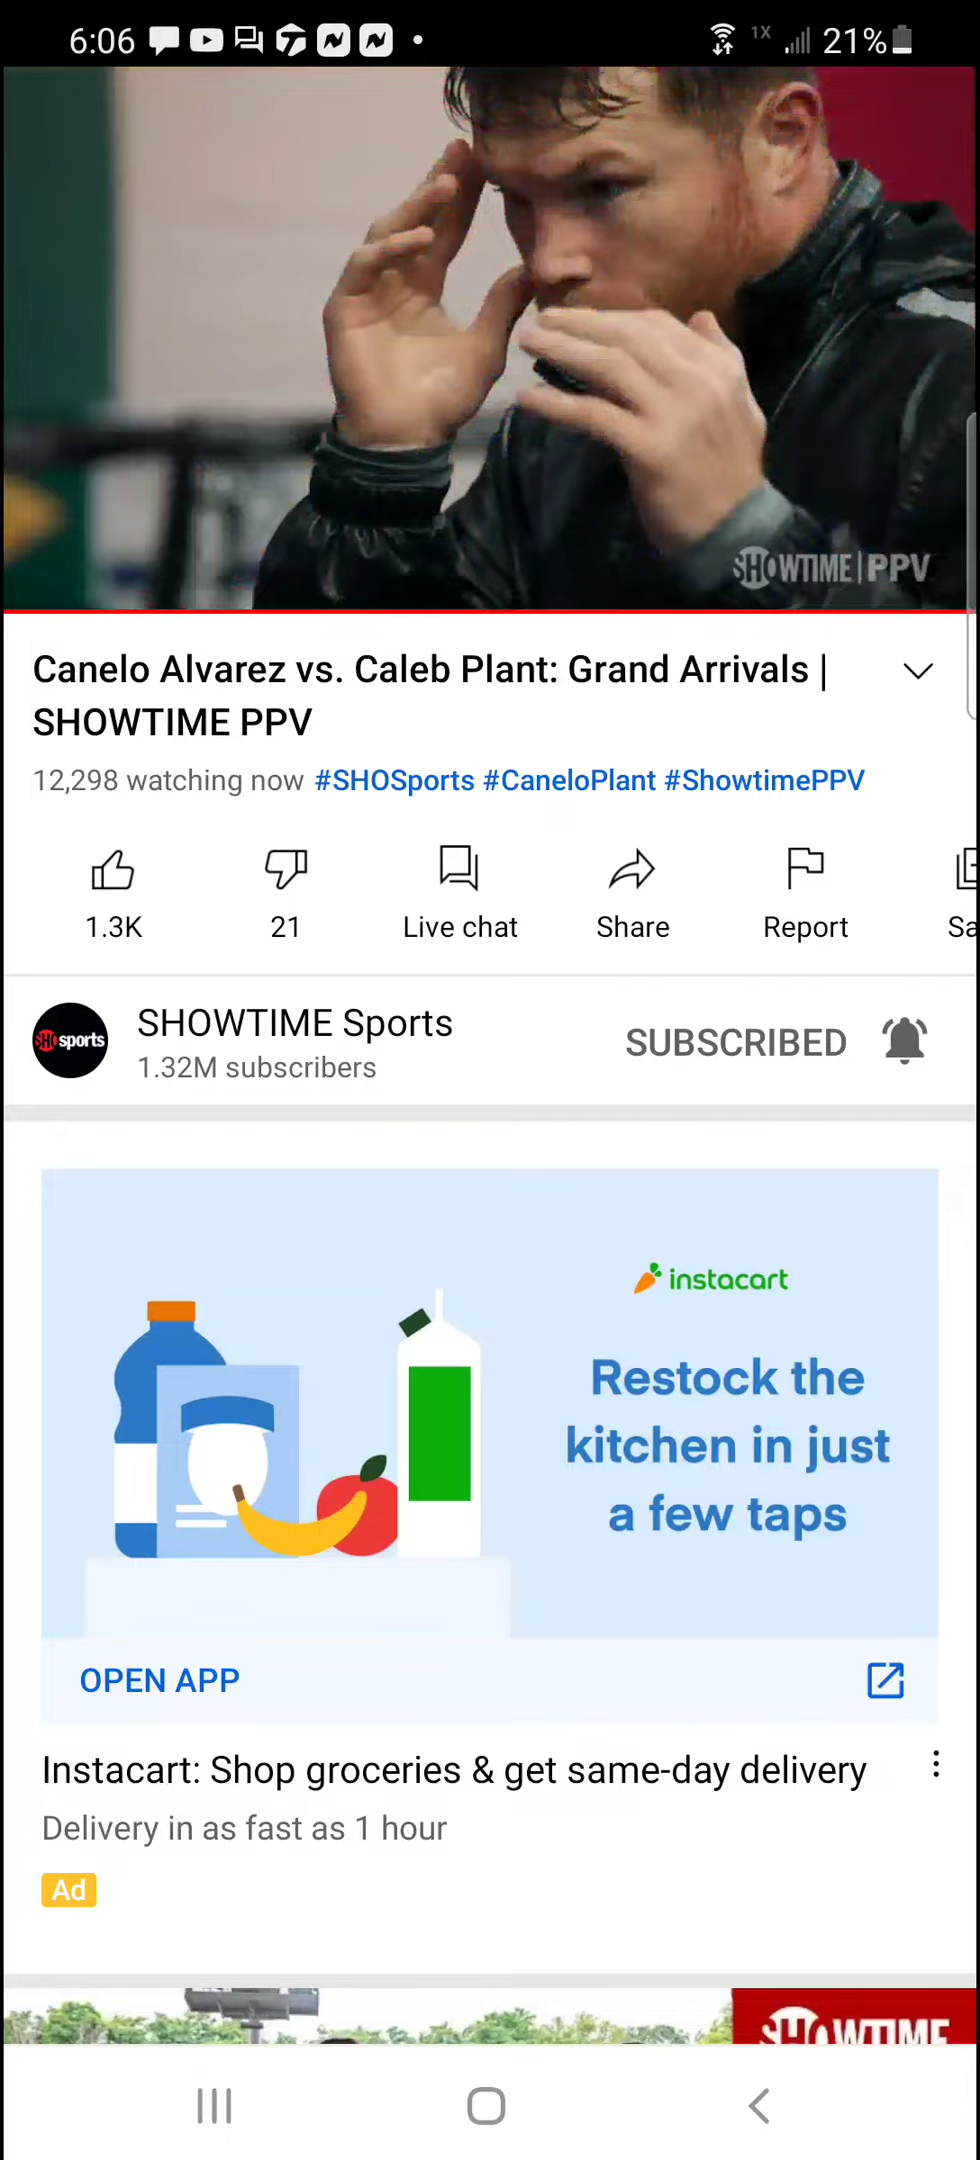 6:06
1X
21%
SHOWTIME | PPV
Canelo Alvarez vs. Caleb Plant: Grand Arrivals |
SHOWTIME PPV
12,298 watching now #SHOSports #CaneloPlant #ShowtimePPV
1.3K
21
Live chat
Share
Report
Sa
SHO sports
SHOWTIME Sports
1.32M subscribers
SUBSCRIBED
instacart
Restock the
kitchen in just
a few taps
OPEN APP
Instacart: Shop groceries & get same-day delivery
Delivery in as fast as 1 hour
Ad
SHOWTIME